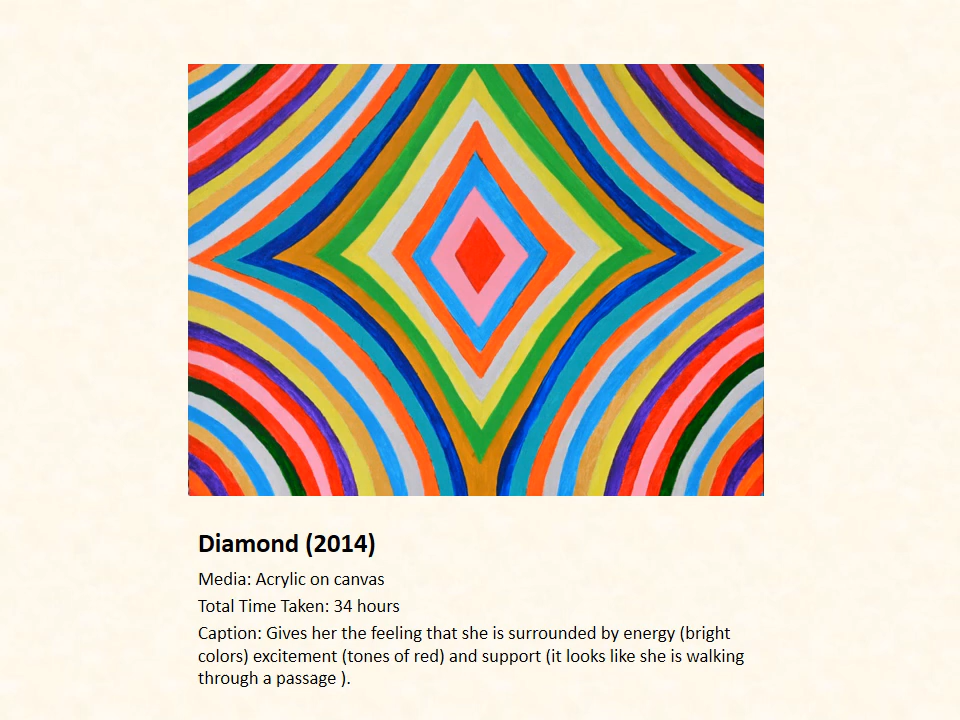 Diamond (2014)
Media: Acrylic on canvas
Total Time Taken: 34 hours
Caption: Gives her the feeling that she is surrounded by energy (bright
colors) excitement (tones of red) and support (it looks like she is walking
through a passage ).